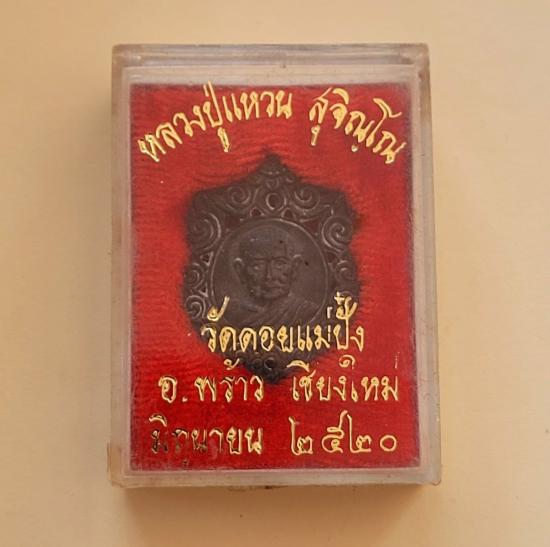 หลวงปู่แหวน สุจิณฺโณ
วัดดอยแม่ปั๋ง
อ.พร้าว เชียงใหม่
มิถุนายน ๒๕๒๐